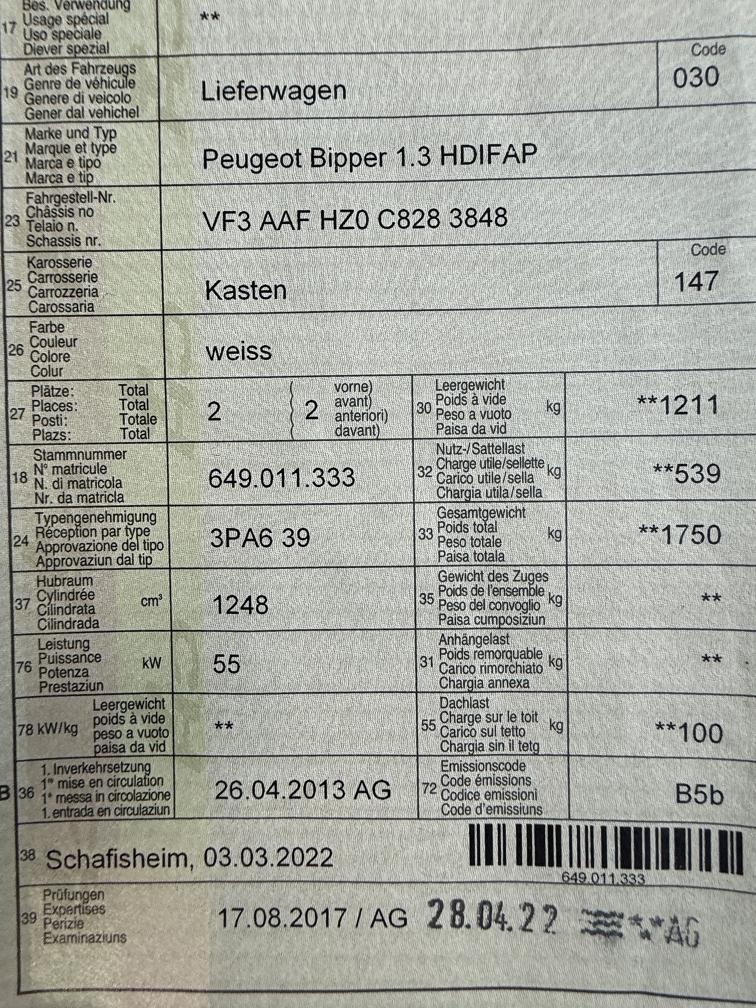 Bes. Verwendung
17 Usage spécial **
Uso speciale
Diever spezial
Art des Fahrzeugs Code
19 Genre de véhicule Lieferwagen 030
Genere di veicolo
Gener dal vehichel
Marke und Typ
21 Marque et type Peugeot Bipper 1.3 HDIFAP
Marca e tipo
Marca e tip
Fahrgestell-Nr.
23 Châssis no VF3 AAF HZ0 C828 3848
Telaio n.
Schassis nr.
Karosserie Code
25 Carrosserie Kasten 147
Carrozzeria
Carossaria
Farbe
26 Couleur weiss
Colore
Colur
Plätze: Total vorne) Leergewicht
27 Places: Total 2 2 avant) 30 Poids à vide kg **1211
Posti: Totale anteriori) Peso a vuoto
Plazs: Total davant) Paisa da vid
Stammnummer Nutz-/Sattellast
18 N° matricule 649.011.333 32 Charge utile/sellette kg **539
N. di matricola Carico utile/sella
Nr. da matricla Chargia utila/sella
Typengenehmigung Gesamtgewicht
24 Réception par type 3PA6 39 33 Poids total kg **1750
Approvazione del tipo Peso totale
Approvaziun dal tip Paisa totala
Hubraum Gewicht des Zuges
37 Cylindrée cm³ 1248 35 Poids de l'ensemble kg **
Cilindrata Peso del convoglio
Cilindrada Paisa cumposiziun
Leistung Anhängelast
76 Puissance kW 55 31 Poids remorquable kg **
Potenza Carico rimorchiato
Prestaziun Chargia annexa
Leergewicht Dachlast
78 kW/kg poids à vide ** 55 Charge sur le toit kg **100
peso a vuoto Carico sul tetto
paisa da vid Chargia sin il tetg
1. Inverkehrsetzung Emissionscode
B 36 1re mise en circulation 26.04.2013 AG 72 Code émissions B5b
1a messa in circolazione Codice emissioni
1. entrada en circulaziun Code d'emissiuns
38 Schafisheim, 03.03.2022
649.011.333
Prüfungen
39 Expertises 17.08.2017 / AG 28.04.22 **AG
Perizie
Examinaziuns